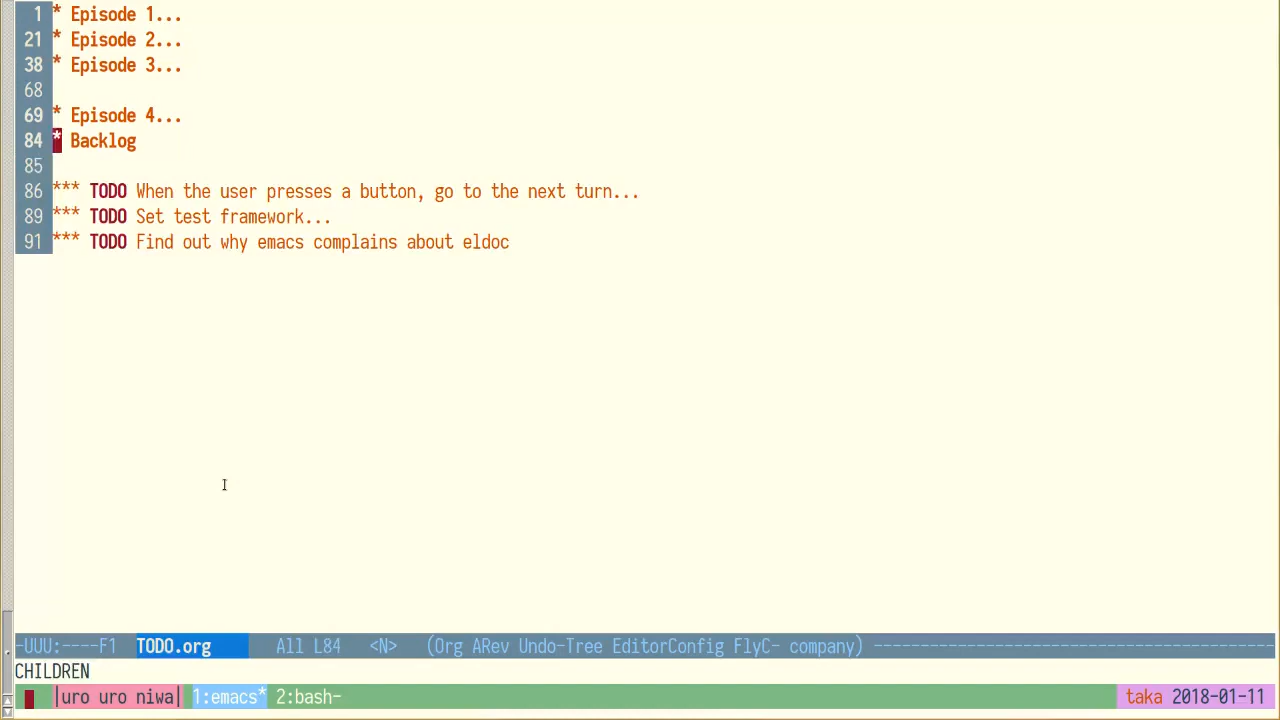 1 * Episode 1...
21 * Episode 2...
38 * Episode 3...
68
69 * Episode 4...
84 * Backlog
85
86 *** TODO When the user presses a button, go to the next turn...
89 *** TODO Set test framework...
91 *** TODO Find out why emacs complains about eldoc
-UUU:----F1 TODO.org All L84 <N> (Org ARev Undo-Tree EditorConfig FlyC- company) -------------------------------------------
CHILDREN
|uro uro niwa| 1:emacs* 2:bash- taka 2018-01-11